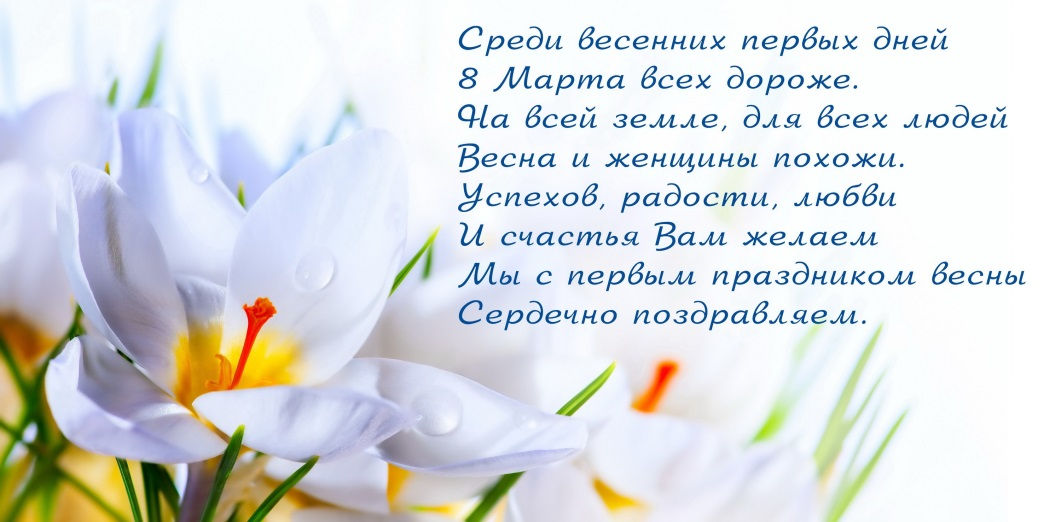 Среди весенних первых дней
8 Марта всех дороже.
На всей земле, для всех людей
Весна и женщины похожи.
Успехов, радости, любви
И счастья Вам желаем
Мы с первым праздником весны
Сердечно поздравляем.